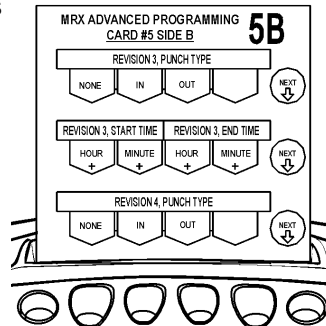 MRX ADVANCED PROGRAMMING
CARD #5 SIDE B
5B
REVISION 3, PUNCH TYPE
NONE IN OUT NEXT
REVISION 3, START TIME REVISION 3, END TIME
HOUR + MINUTE + HOUR + MINUTE + NEXT
REVISION 4, PUNCH TYPE
NONE IN OUT NEXT